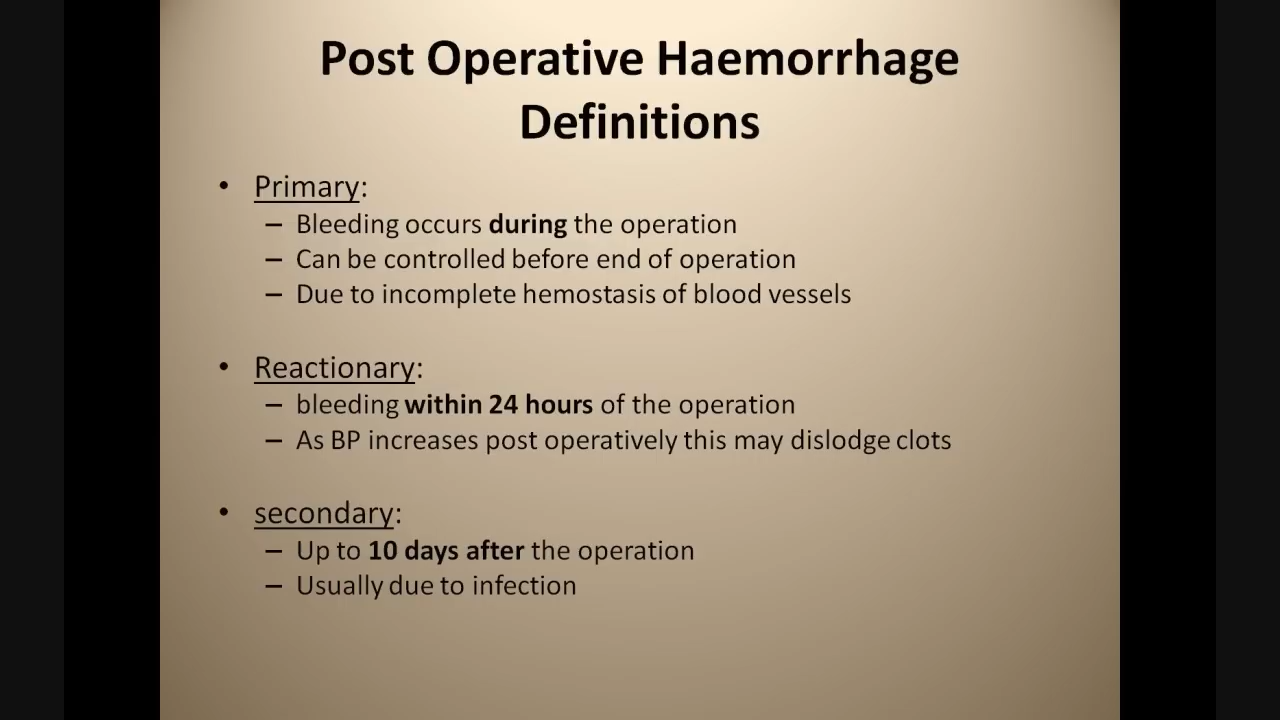 Post Operative Haemorrhage
Definitions
• Primary:
– Bleeding occurs during the operation
– Can be controlled before end of operation
– Due to incomplete hemostasis of blood vessels
• Reactionary:
– bleeding within 24 hours of the operation
– As BP increases post operatively this may dislodge clots
• secondary:
– Up to 10 days after the operation
– Usually due to infection